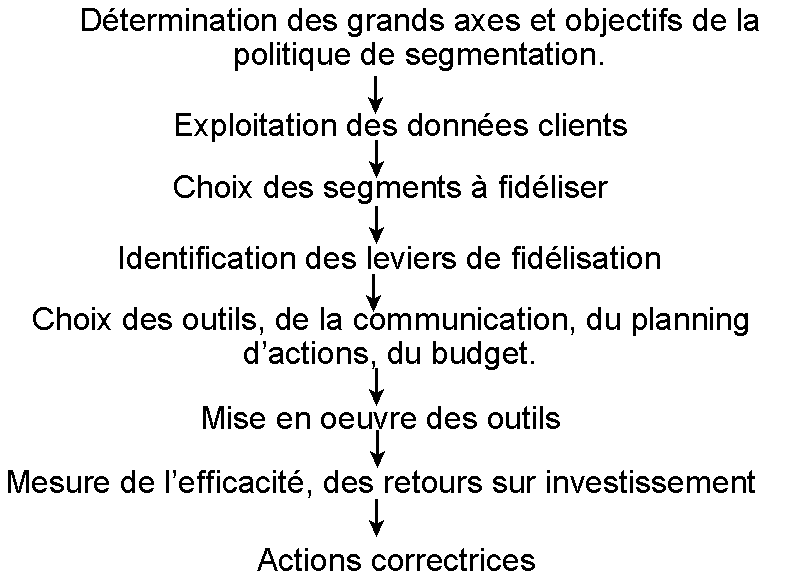 Détermination des grands axes et objectifs de la
politique de segmentation.
Exploitation des données clients
Choix des segments à fidéliser
Identification des leviers de fidélisation
Choix des outils, de la communication, du planning
d’actions, du budget.
Mise en oeuvre des outils
Mesure de l’efficacité, des retours sur investissement
Actions correctrices